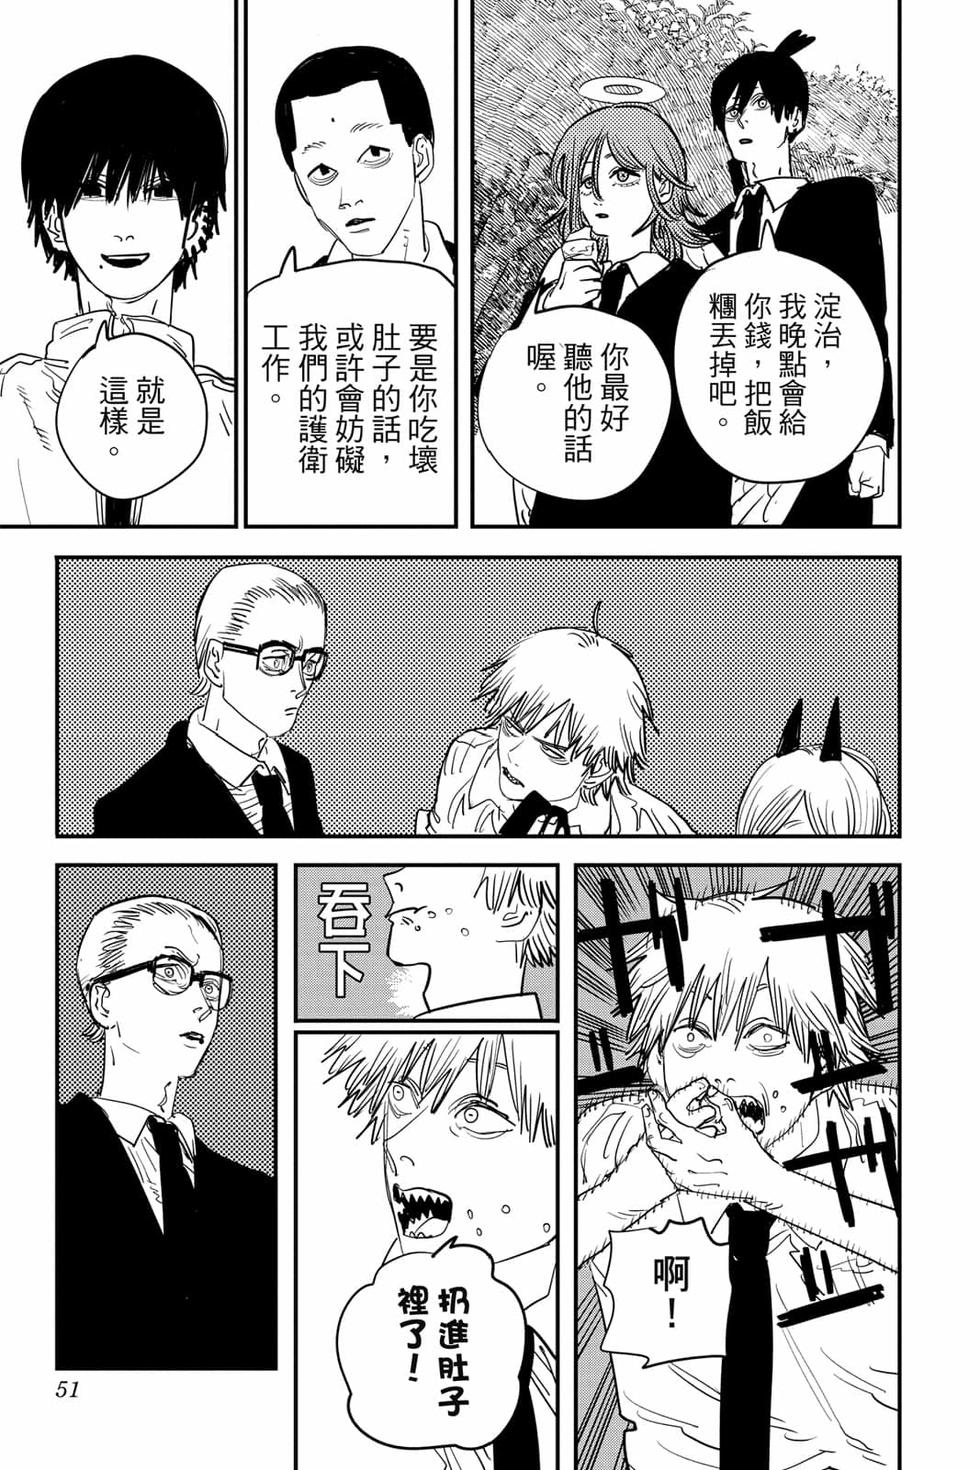 淀治，
我晚點會給
你錢，把飯
糰丟掉吧。
你最好
聽他的話
喔。
要是你吃壞
肚子的話，
或許會妨礙
我們的護衛
工作。
就是
這樣。
啊！
吞下
扔進肚子
裡了！
51